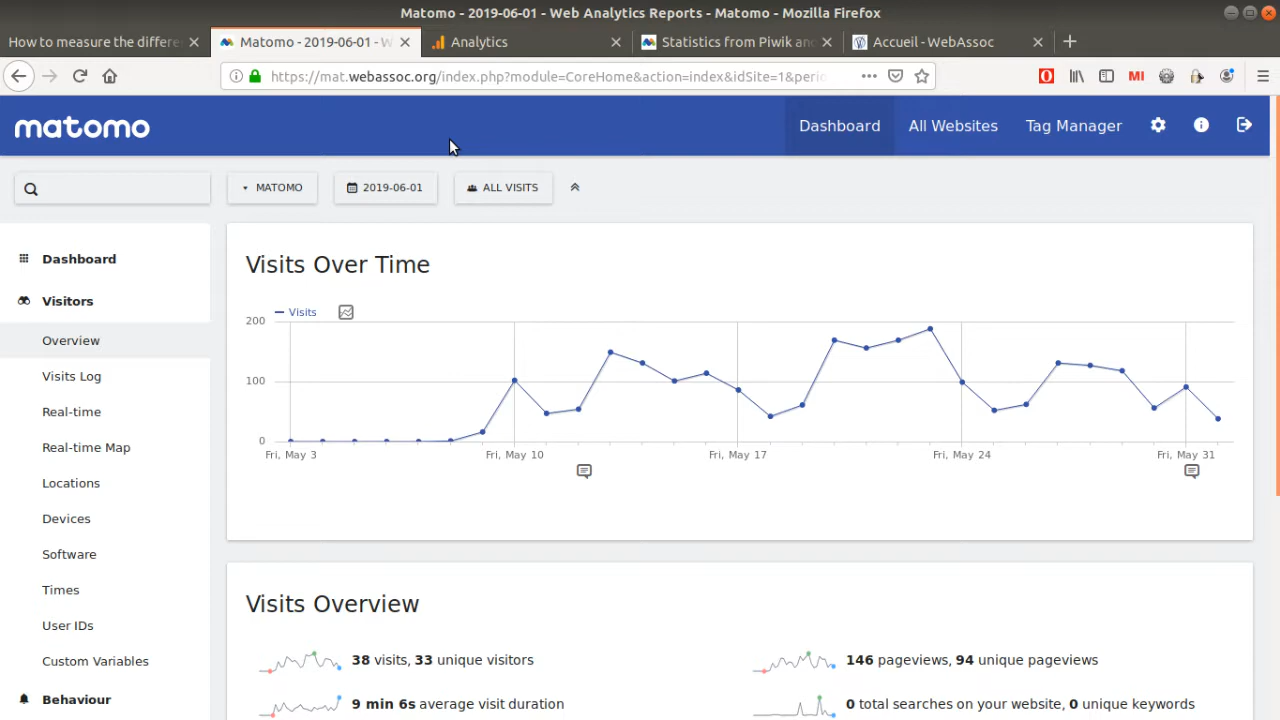 Matomo - 2019-06-01 - Web Analytics Reports - Matomo - Mozilla Firefox
How to measure the differe
Matomo - 2019-06-01 - W
Analytics
Statistics from Piwik an
Accueil - WebAssoc
https://mat.webassoc.org/index.php?module=CoreHome&action=index&idSite=1&perio
MI
matomo
Dashboard
All Websites
Tag Manager
MATOMO
2019-06-01
ALL VISITS
Dashboard
Visitors
Overview
Visits Log
Real-time
Real-time Map
Locations
Devices
Software
Times
User IDs
Custom Variables
Behaviour
Visits Over Time
Visits
200
100
0
Fri, May 3
Fri, May 10
Fri, May 17
Fri, May 24
Fri, May 31
Visits Overview
38 visits, 33 unique visitors
146 pageviews, 94 unique pageviews
9 min 6s average visit duration
0 total searches on your website, 0 unique keywords